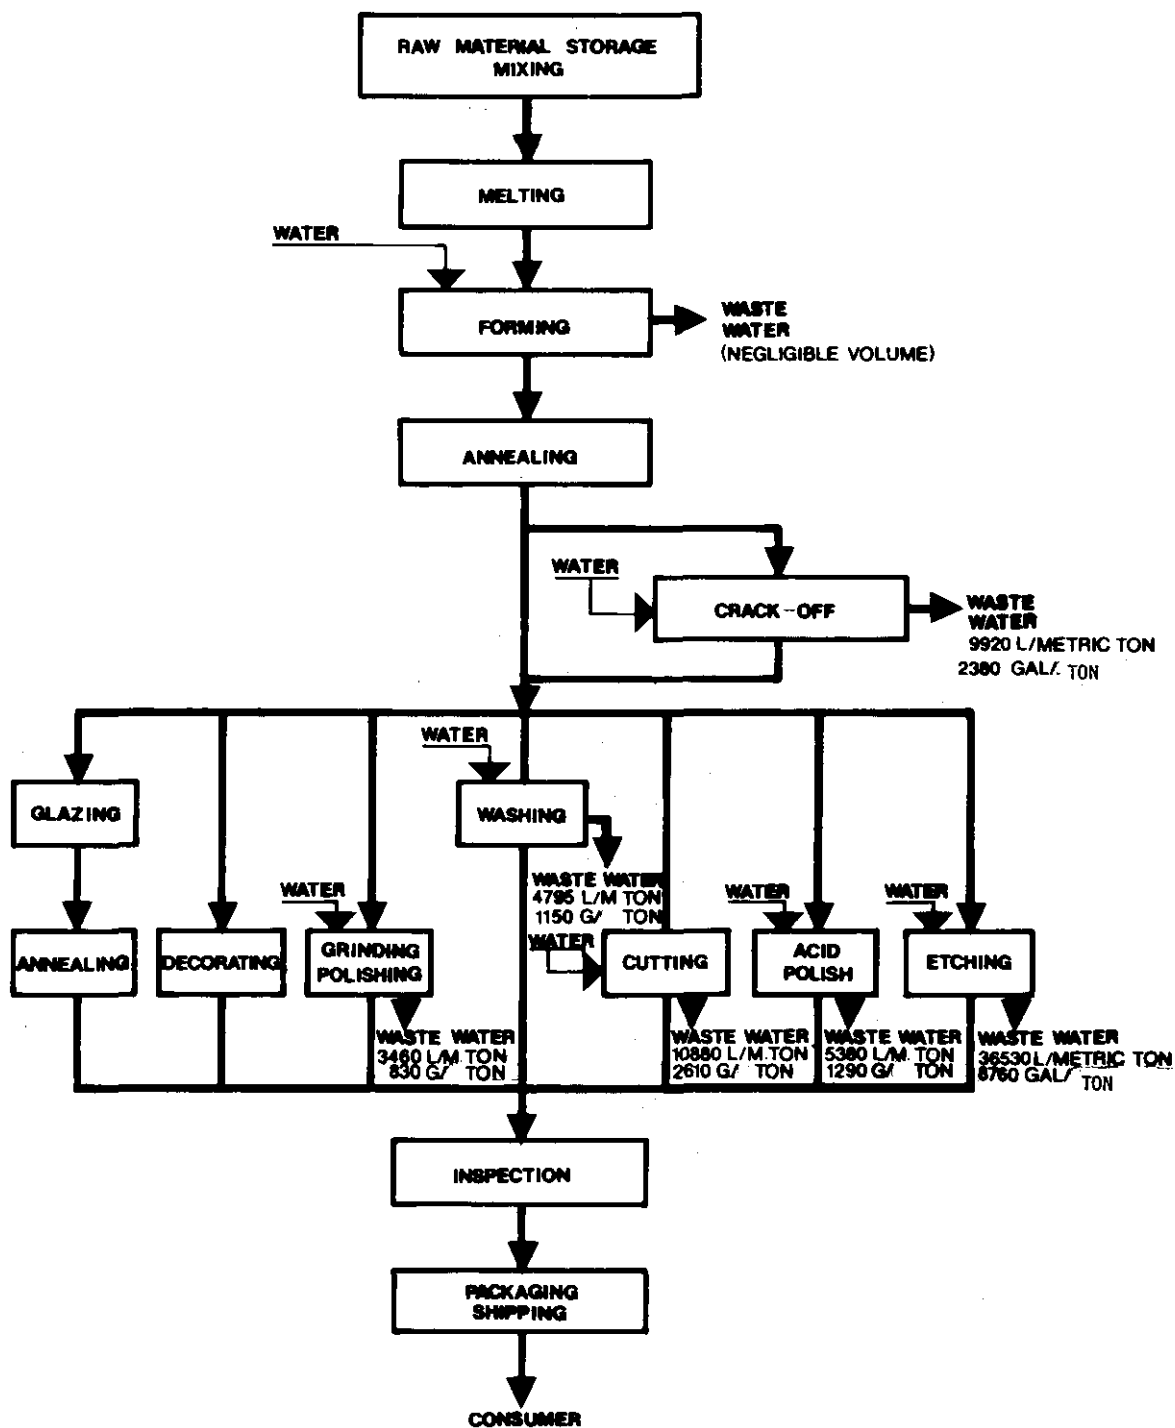 RAW MATERIAL STORAGE
MIXING
MELTING
WATER
FORMING
WASTE
WATER
(NEGLIGIBLE VOLUME)
ANNEALING
WATER
CRACK-OFF
WASTE
WATER
9920 L/METRIC TON
2380 GAL/ TON
WATER
GLAZING
WASHING
WASTE WATER
4795 L/M TON
1150 G/ TON
WATER
WATER
WATER
WATER
ANNEALING
DECORATING
GRINDING
POLISHING
CUTTING
ACID
POLISH
ETCHING
WASTE WATER
3460 L/M. TON
830 G/ TON
WASTE WATER
10880 L/M. TON
2610 G/ TON
WASTE WATER
5380 L/M. TON
1290 G/ TON
WASTE WATER
36530 L/METRIC TON
8760 GAL/ TON
INSPECTION
PACKAGING
SHIPPING
CONSUMER